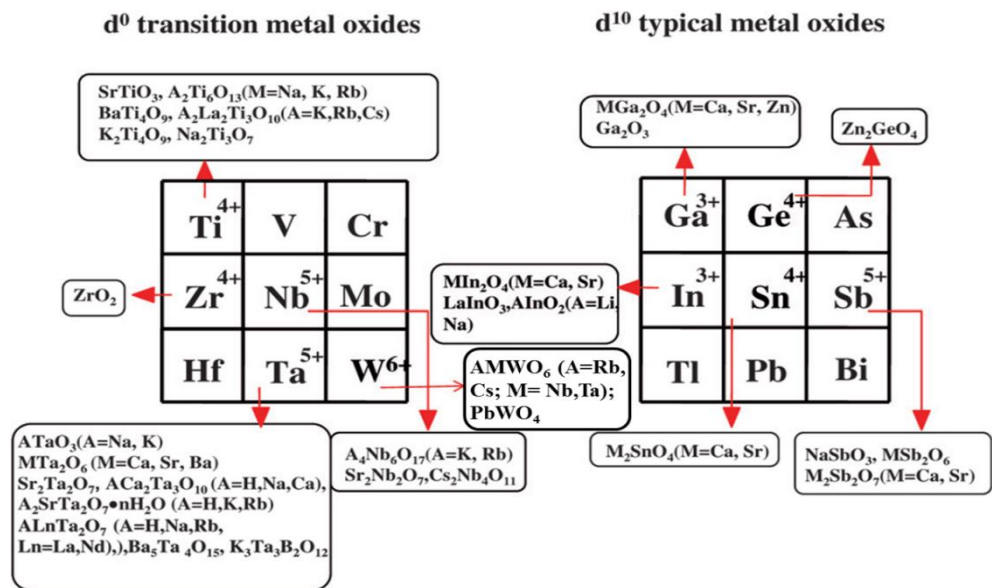 d⁰ transition metal oxides
d¹⁰ typical metal oxides
SrTiO₃, A₂Ti₆O₁₃(M=Na, K, Rb)
BaTi₄O₉, A₂La₂Ti₃O₁₀(A=K,Rb,Cs)
K₂Ti₄O₉, Na₂Ti₃O₇
MGa₂O₄(M=Ca, Sr, Zn)
Ga₂O₃
Zn₂GeO₄
Ti⁴⁺ V Cr
Ga³⁺ Ge⁴⁺ As
ZrO₂
Zr⁴⁺ Nb⁵⁺ Mo
MIn₂O₄(M=Ca, Sr)
LaInO₃,AInO₂(A=Li,
Na)
In³⁺ Sn⁴⁺ Sb⁵⁺
Hf Ta⁵⁺ W⁶⁺
AMWO₆ (A=Rb,
Cs; M= Nb,Ta);
PbWO₄
Tl Pb Bi
ATaO₃(A=Na, K)
MTa₂O₆ (M=Ca, Sr, Ba)
Sr₂Ta₂O₇, ACa₂Ta₃O₁₀ (A=H,Na,Ca),
A₂SrTa₂O₇•nH₂O (A=H,K,Rb)
ALnTa₂O₇ (A=H,Na,Rb,
Ln=La,Nd),),Ba₅Ta ₄O₁₅, K₃Ta₃B₂O₁₂
A₄Nb₆O₁₇(A=K, Rb)
Sr₂Nb₂O₇,Cs₂Nb₄O₁₁
M₂SnO₄(M=Ca, Sr)
NaSbO₃, MSb₂O₆
M₂Sb₂O₇(M=Ca, Sr)